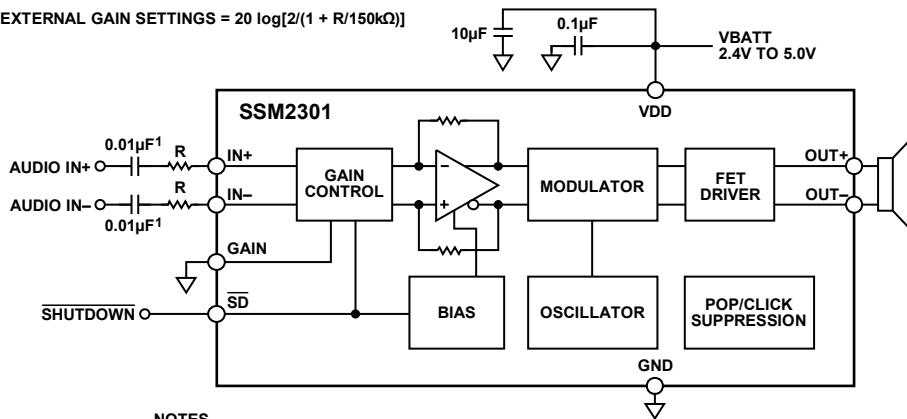 EXTERNAL GAIN SETTINGS = 20 log[2/(1 + R/150kΩ)]
10µF
0.1µF
VBATT
2.4V TO 5.0V
VDD
SSM2301
0.01µF1
R
AUDIO IN+
IN+
R
AUDIO IN–
IN–
0.01µF1
GAIN
CONTROL
–
+
MODULATOR
FET
DRIVER
OUT+
OUT–
GAIN
SHUTDOWN
SD
BIAS
OSCILLATOR
POP/CLICK
SUPPRESSION
GND
NOTES